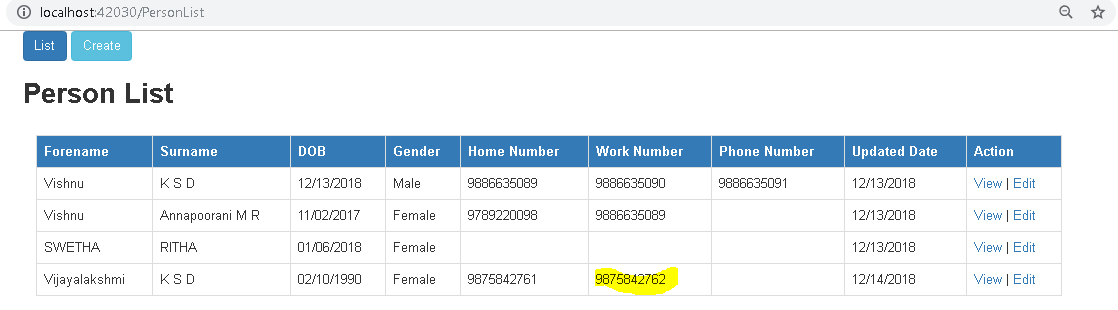 localhost:42030/PersonList
List Create
Person List
Forename Surname DOB Gender Home Number Work Number Phone Number Updated Date Action
Vishnu K S D 12/13/2018 Male 9886635089 9886635090 9886635091 12/13/2018 View | Edit
Vishnu Annapoorani M R 11/02/2017 Female 9789220098 9886635089 12/13/2018 View | Edit
SWETHA RITHA 01/06/2018 Female 12/13/2018 View | Edit
Vijayalakshmi K S D 02/10/1990 Female 9875842761 9875842762 12/14/2018 View | Edit